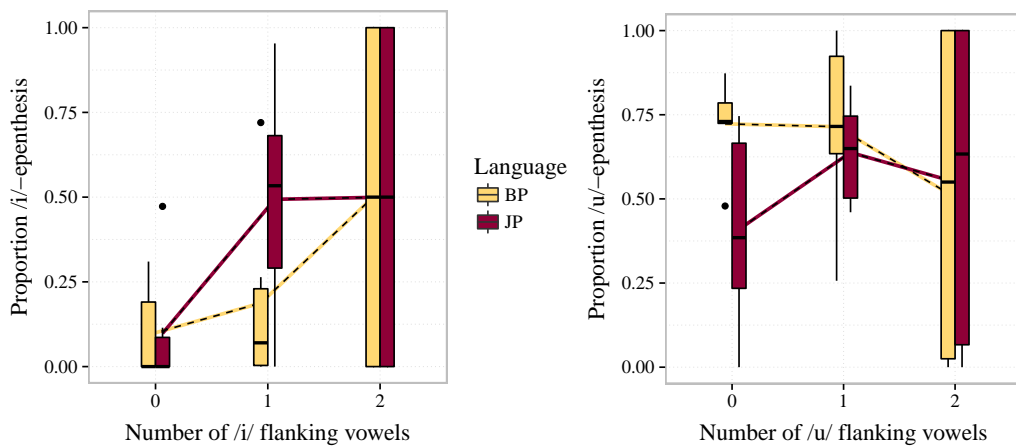 Proportion /i/−epenthesis
1.00
0.75
0.50
0.25
0.00
0
1
2
Number of /i/ flanking vowels
Language
BP
JP
Proportion /u/−epenthesis
1.00
0.75
0.50
0.25
0.00
0
1
2
Number of /u/ flanking vowels